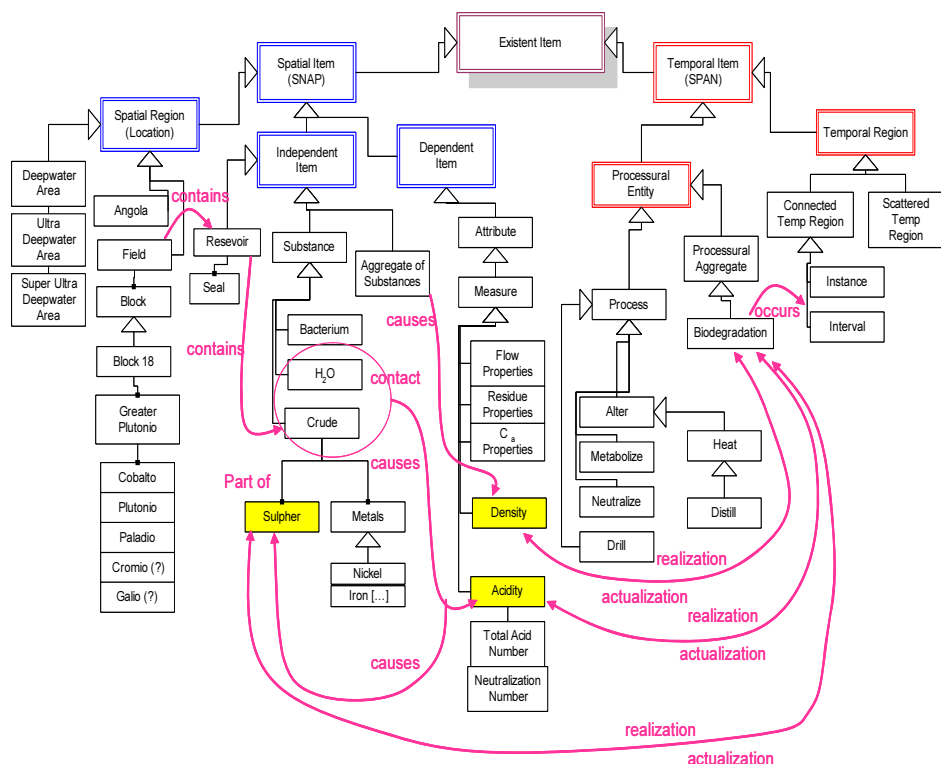 Existent Item
Spatial Item
(SNAP)
Temporal Item
(SPAN)
Spatial Region
(Location)
Temporal Region
Independent
Item
Dependent
Item
Processural
Entity
Deepwater
Area
Ultra
Deepwater
Area
Super Ultra
Deepwater
Area
Angola
contains
Field
Resevoir
Seal
Block
Block 18
Greater
Plutonio
Cobalto
Plutonio
Paladio
Cromio (?)
Galio (?)
contains
Substance
Aggregate of
Substances
Bacterium
H2O
Crude
contact
causes
causes
Part of
Sulpher
Metals
Nickel
Iron [...]
causes
Attribute
Measure
Flow
Properties
Residue
Properties
C a
Properties
Density
Acidity
Total Acid
Number
Neutralization
Number
Process
Alter
Metabolize
Neutralize
Drill
Heat
Distill
Processural
Aggregate
Biodegradation
occurs
Connected
Temp Region
Scattered
Temp
Region
Instance
Interval
realization
actualization
realization
actualization
realization
actualization